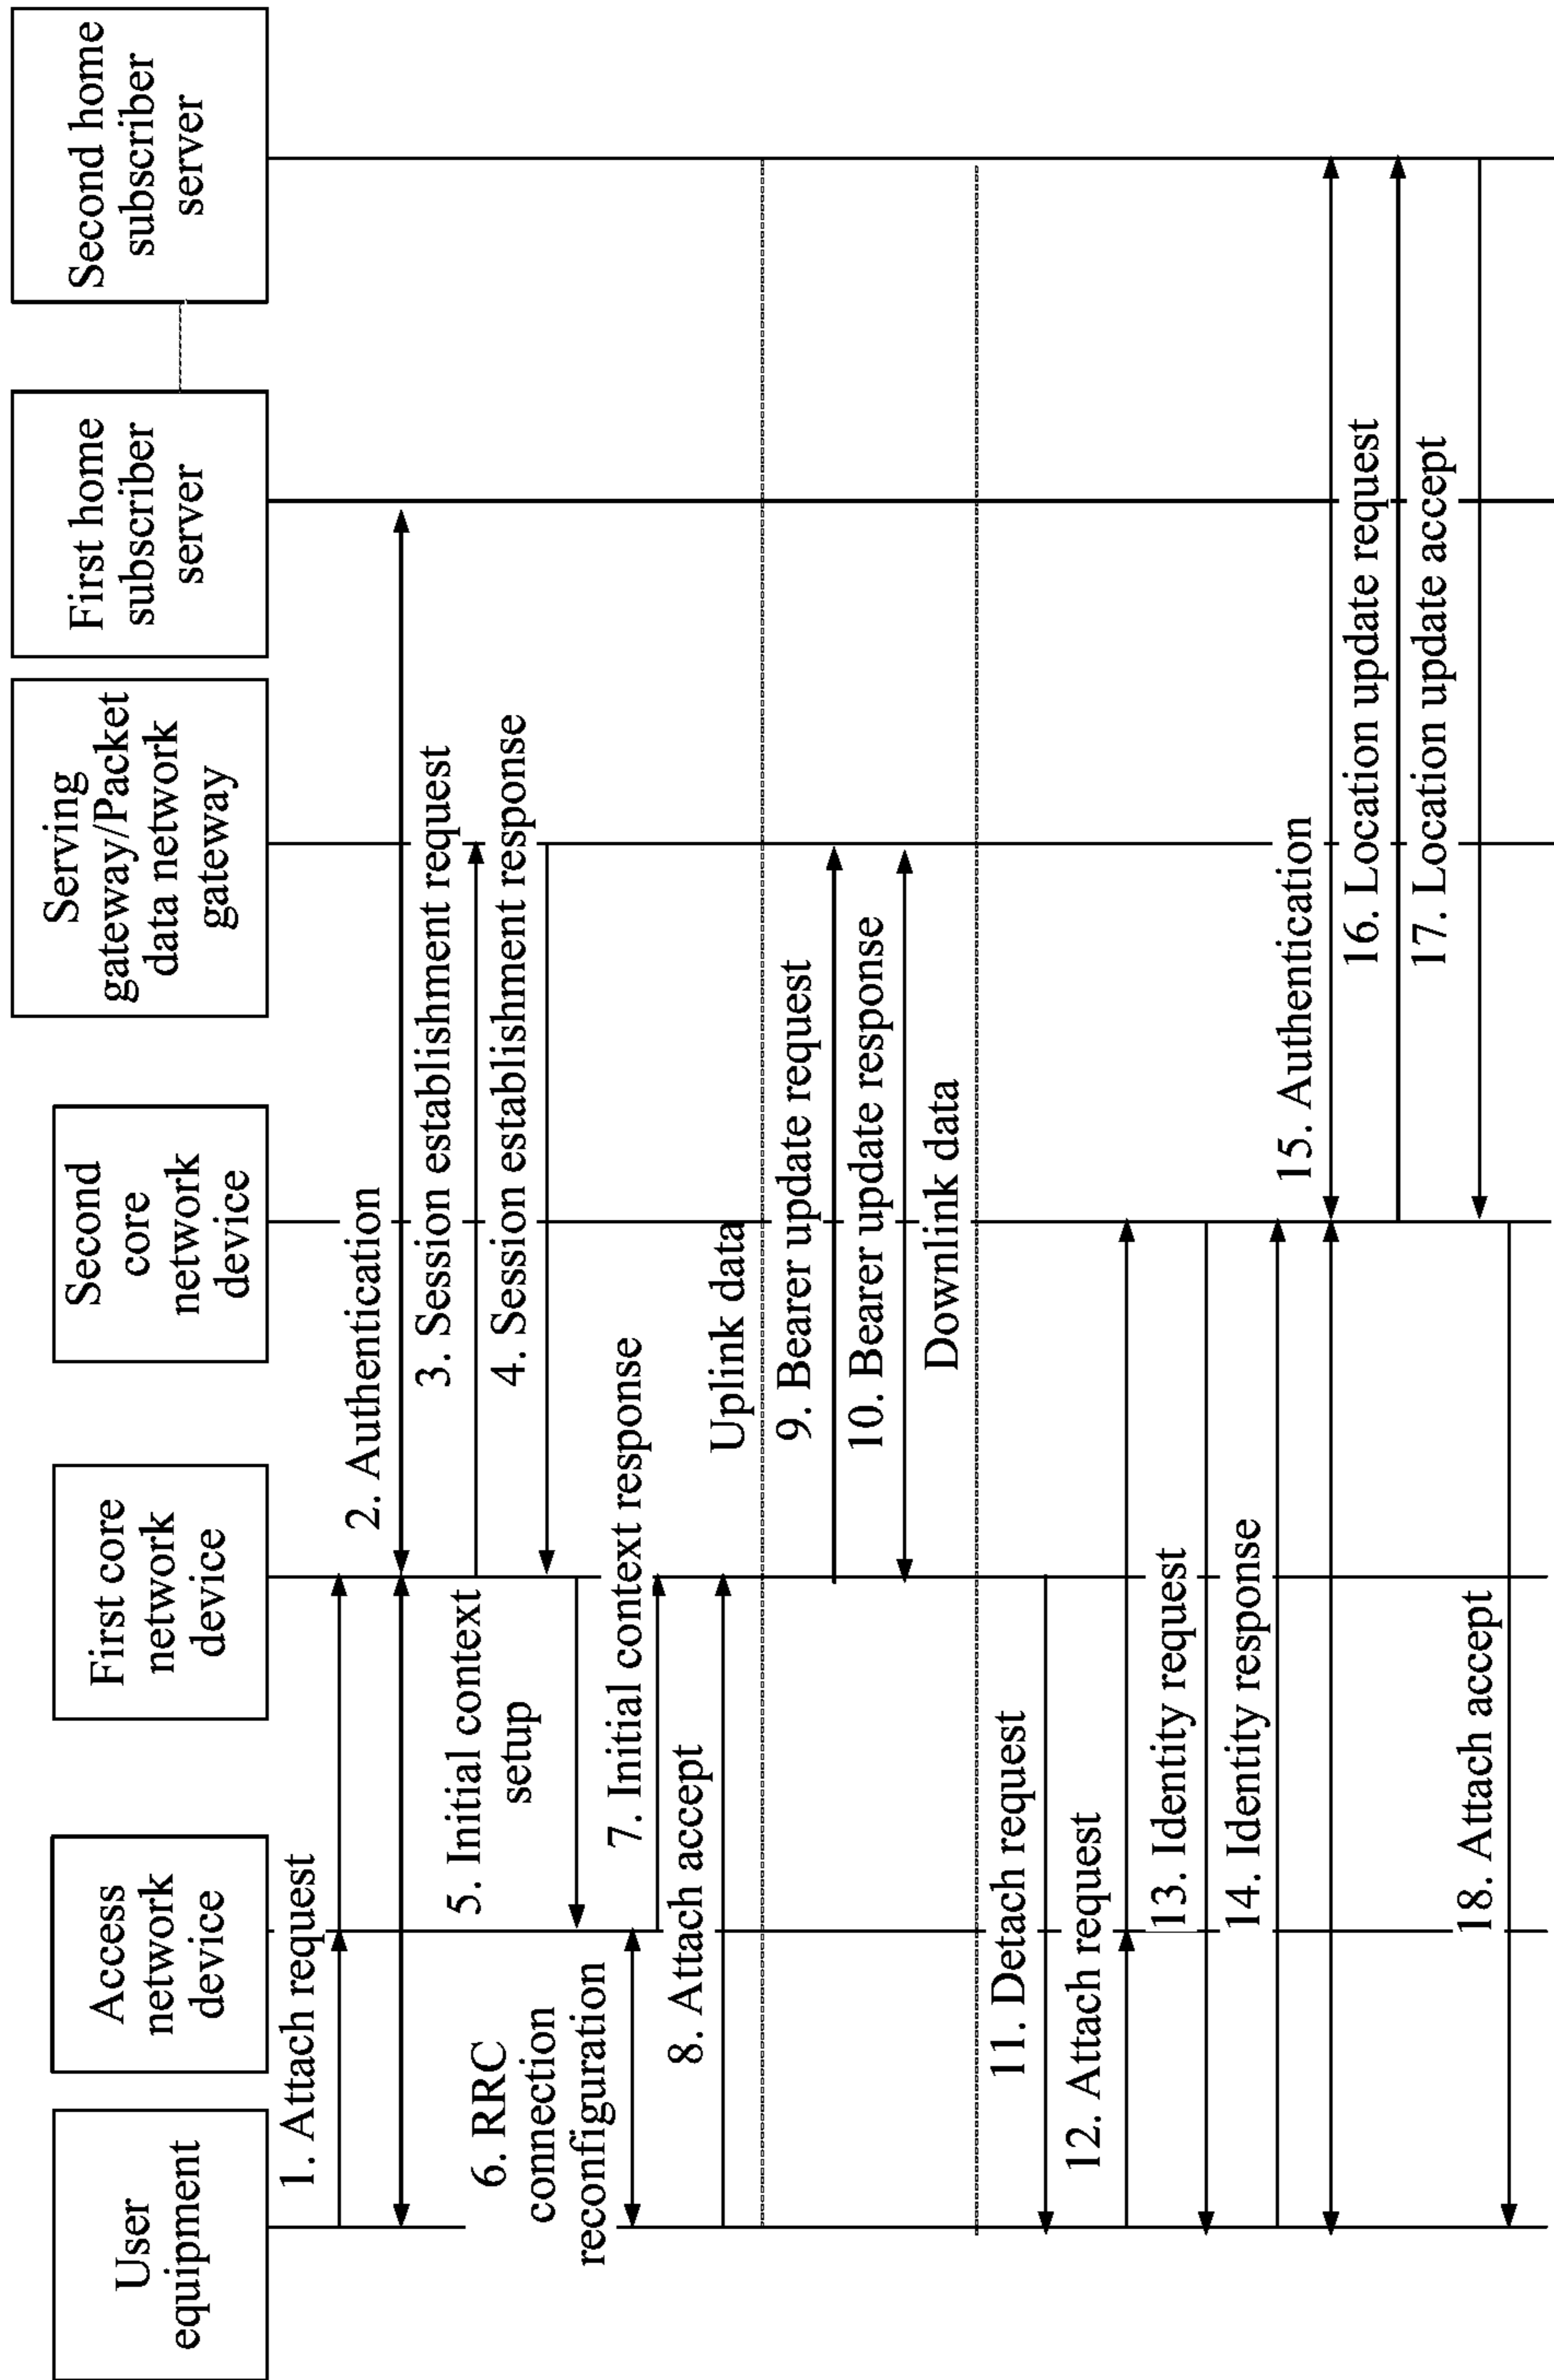 User
equipment
Access
network
device
First core
network
device
Second
core
network
device
Serving
gateway/Packet
data network
gateway
First home
subscriber
server
Second home
subscriber
server
1. Attach request
2. Authentication
3. Session establishment request
4. Session establishment response
5. Initial context
setup
6. RRC
connection
reconfiguration
7. Initial context response
8. Attach accept
Uplink data
9. Bearer update request
10. Bearer update response
Downlink data
11. Detach request
12. Attach request
13. Identity request
14. Identity response
15. Authentication
16. Location update request
17. Location update accept
18. Attach accept